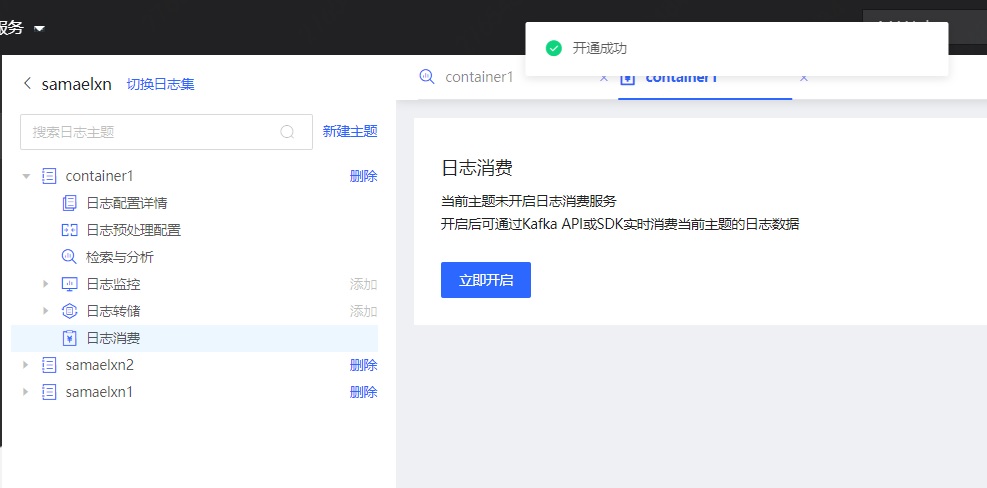 服务
开通成功
samaelxn 切换日志集
container1 × container1 ×
搜索日志主题 新建主题
container1 删除
日志配置详情
日志预处理配置
检索与分析
日志监控 添加
日志转储 添加
日志消费
samaelxn2 删除
samaelxn1 删除
日志消费
当前主题未开启日志消费服务
开启后可通过Kafka API或SDK实时消费当前主题的日志数据
立即开启